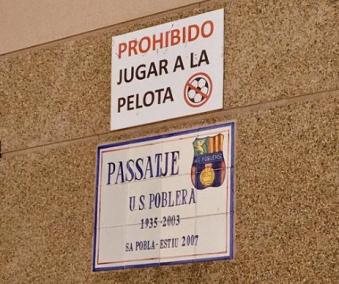 PROHIBIDO
JUGAR A LA
PELOTA
PASSATJE
U.S. POBLERA
1935-2003
SA POBLA-ESTIU 2007